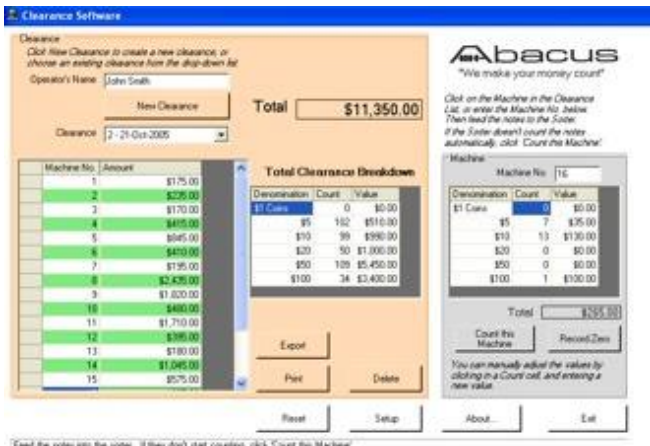 Clearance Software
Clearance
Click New Clearance to create a new clearance, or
choose an existing clearance from the drop-down list
Operator's Name John Smith
New Clearance
Clearance 2 - 21-Oct-2005
Total $11,350.00
Machine No. Amount
1 $175.00
2 $235.00
3 $170.00
4 $415.00
5 $845.00
6 $410.00
7 $195.00
8 $2,435.00
9 $1,820.00
10 $480.00
11 $1,710.00
12 $395.00
13 $780.00
14 $1,045.00
15 $575.00
Total Clearance Breakdown
Denomination Count Value
$1 Coins 0 $0.00
$5 102 $510.00
$10 99 $990.00
$20 50 $1,000.00
$50 109 $5,450.00
$100 34 $3,400.00
Export
Print Delete
Reset Setup
Abacus
"We make your money count"
Click on the Machine in the Clearance
List, or enter the Machine No. below.
Then feed the notes to the Sorter.
If the Sorter doesn't count the notes
automatically, click 'Count this Machine'.
Machine
Machine No. 16
Denomination Count Value
$1 Coins 0 $0.00
$5 7 $35.00
$10 13 $130.00
$20 0 $0.00
$50 0 $0.00
$100 1 $100.00
Total $265.00
Count this
Machine
Record Zero
You can manually adjust the values by
clicking in a Count cell, and entering a
new value.
About... Exit
Feed the notes into the sorter. If they don't start counting, click 'Count this Machine'